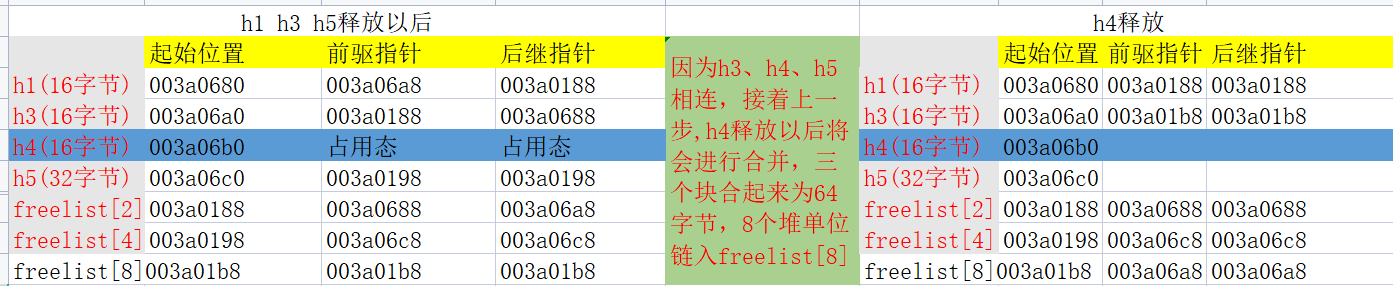 h1 h3 h5释放以后
起始位置 前驱指针 后继指针
h1(16字节) 003a0680 003a06a8 003a0188
h3(16字节) 003a06a0 003a0188 003a0688
h4(16字节) 003a06b0 占用态 占用态
h5(32字节) 003a06c0 003a0198 003a0198
freelist[2] 003a0188 003a0688 003a06a8
freelist[4] 003a0198 003a06c8 003a06c8
freelist[8] 003a01b8 003a01b8 003a01b8
因为h3、h4、h5
相连，接着上一
步,h4释放以后将
会进行合并，三
个块合起来为64
字节，8个堆单位
链入freelist[8]
h4释放
起始位置 前驱指针 后继指针
h1(16字节) 003a0680 003a0188 003a0188
h3(16字节) 003a06a0 003a01b8 003a01b8
h4(16字节) 003a06b0
h5(32字节) 003a06c0
freelist[2] 003a0188 003a0688 003a0688
freelist[4] 003a0198 003a06c8 003a06c8
freelist[8] 003a01b8 003a06a8 003a06a8